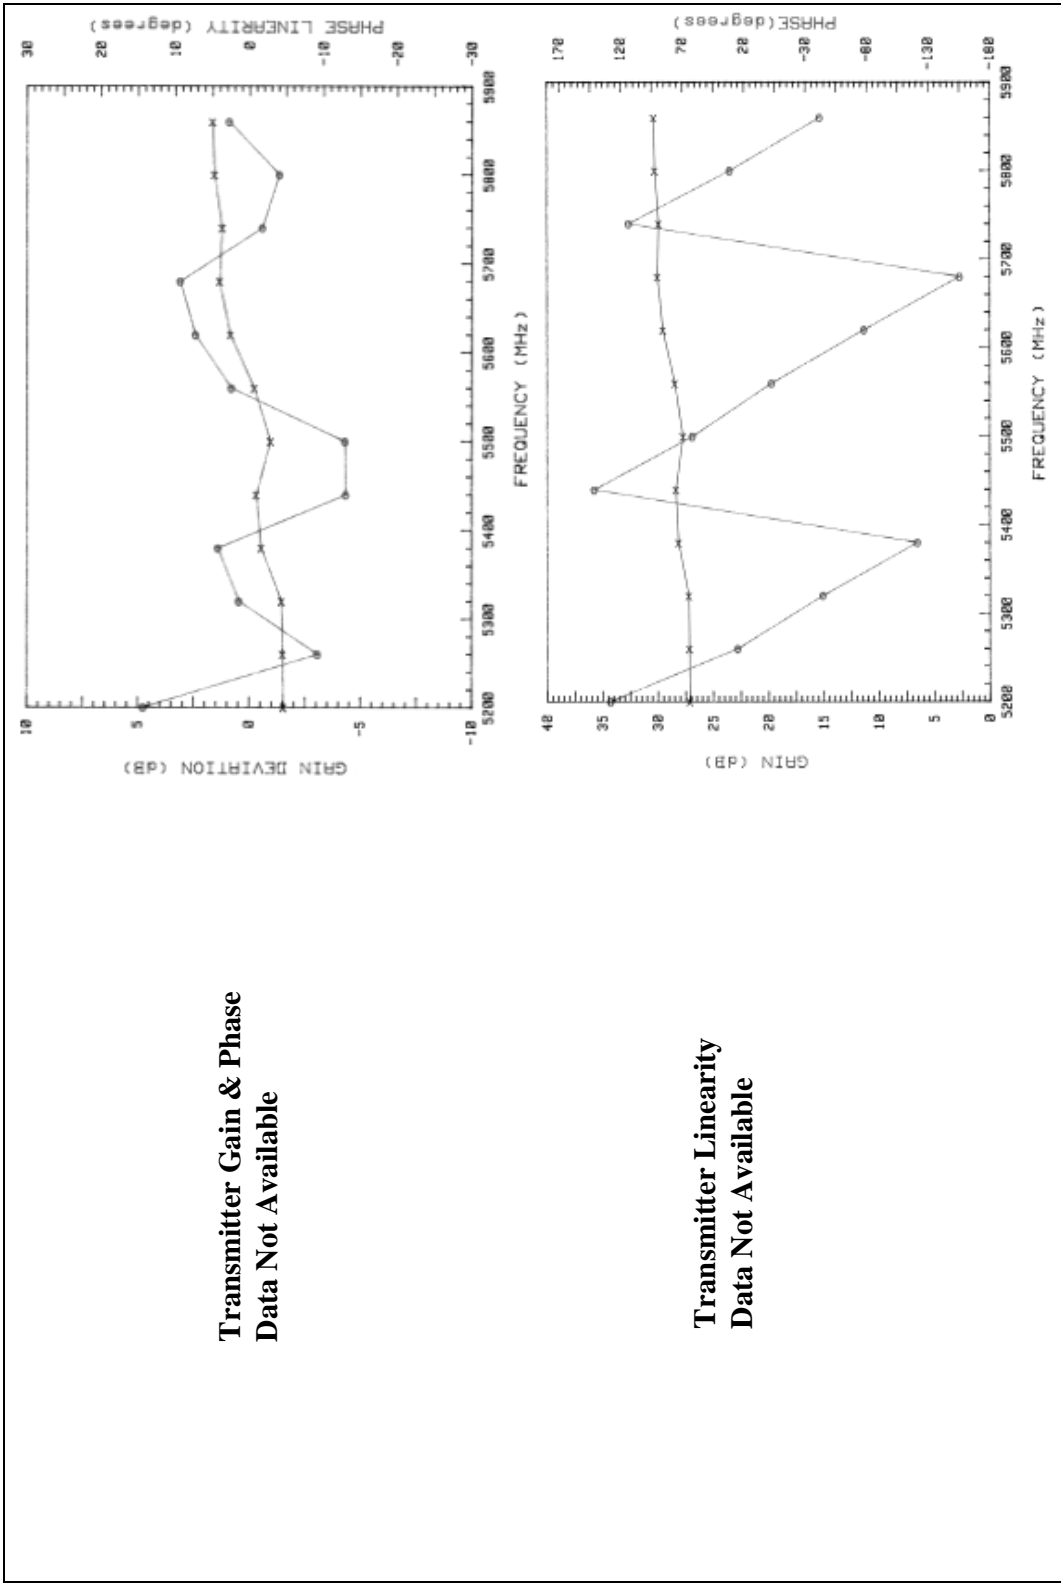 Transmitter Gain & Phase
Data Not Available
GAIN DEVIATION (dB)
10
5
0
-5
-10
PHASE LINEARITY (degrees)
30
20
10
0
-10
-20
-30
5200 5300 5400 5500 5600 5700 5800 5900
FREQUENCY (MHz)
Transmitter Linearity
Data Not Available
GAIN (dB)
40
35
30
25
20
15
10
5
0
PHASE(degrees)
170
120
70
20
-30
-80
-130
-180
5200 5300 5400 5500 5600 5700 5800 5900
FREQUENCY (MHz)